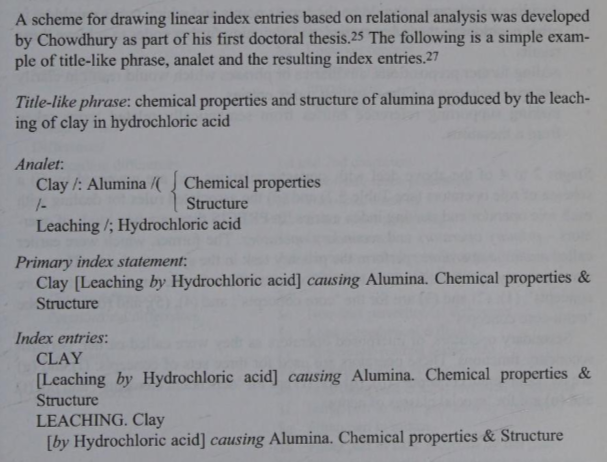 A scheme for drawing linear index entries based on relational analysis was developed
by Chowdhury as part of his first doctoral thesis.25 The following is a simple exam-
ple of title-like phrase, analet and the resulting index entries.27
Title-like phrase: chemical properties and structure of alumina produced by the leach-
ing of clay in hydrochloric acid
Analet:
Clay /: Alumina /( { Chemical properties
/- Structure
Leaching /; Hydrochloric acid
Primary index statement:
Clay [Leaching by Hydrochloric acid] causing Alumina. Chemical properties &
Structure
Index entries:
CLAY
[Leaching by Hydrochloric acid] causing Alumina. Chemical properties &
Structure
LEACHING. Clay
[by Hydrochloric acid] causing Alumina. Chemical properties & Structure